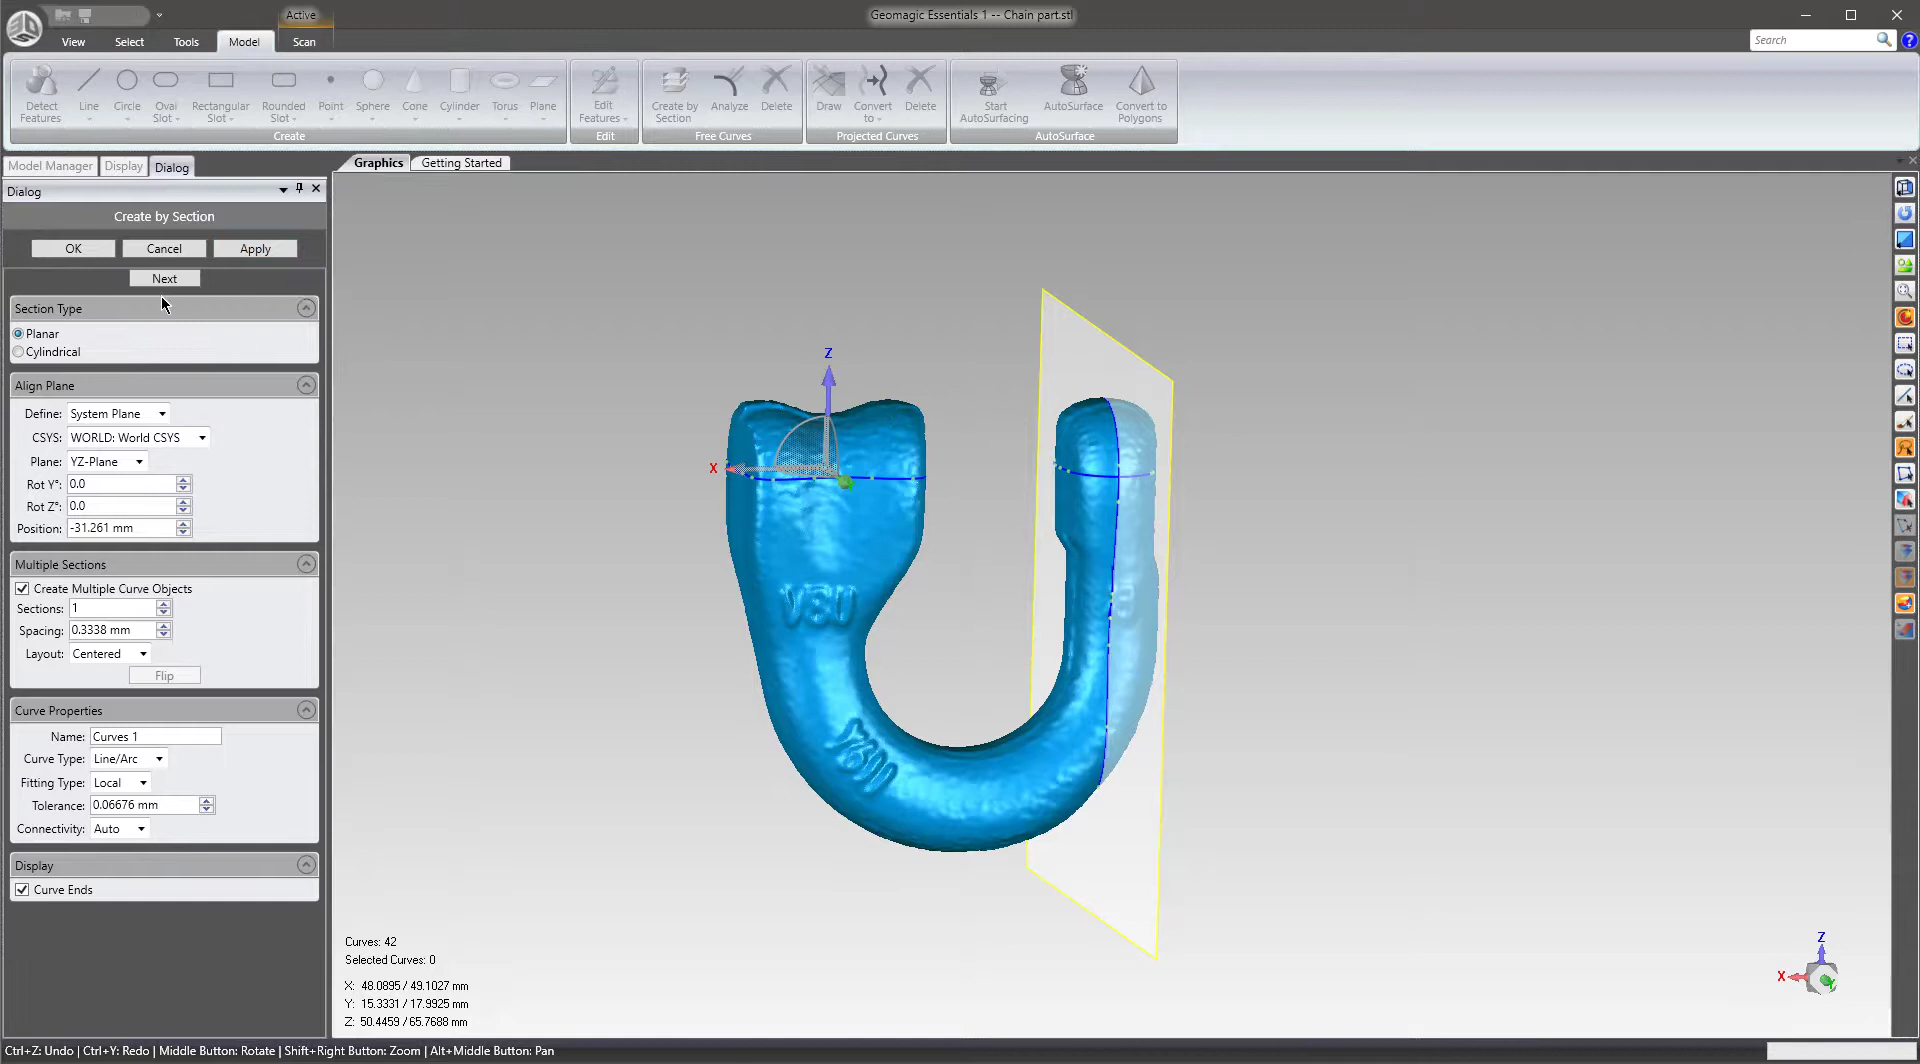 Active
Geomagic Essentials 1 -- Chain part.stl
View Select Tools Model Scan
Search
Detect Features
Line
Circle
Oval Slot
Rectangular Slot
Rounded Slot
Point
Sphere
Cone
Cylinder
Torus
Plane
Edit Features
Create by Section
Analyze
Delete
Draw
Convert to
Delete
Start AutoSurfacing
AutoSurface
Convert to Polygons
Create
Edit
Free Curves
Projected Curves
AutoSurface
Model Manager Display Dialog
Graphics Getting Started
Dialog
Create by Section
OK Cancel Apply
Next
Section Type
Planar
Cylindrical
Align Plane
Define: System Plane
CSYS: WORLD: World CSYS
Plane: YZ-Plane
Rot Y°: 0.0
Rot Z°: 0.0
Position: -31.261 mm
Multiple Sections
Create Multiple Curve Objects
Sections: 1
Spacing: 0.3338 mm
Layout: Centered
Flip
Curve Properties
Name: Curves 1
Curve Type: Line/Arc
Fitting Type: Local
Tolerance: 0.06676 mm
Connectivity: Auto
Display
Curve Ends
Z
X
Curves: 42
Selected Curves: 0
X: 48.0895 / 49.1027 mm
Y: 15.3331 / 17.9925 mm
Z: 50.4459 / 65.7688 mm
Z
X
Y
Ctrl+Z: Undo | Ctrl+Y: Redo | Middle Button: Rotate | Shift+Right Button: Zoom | Alt+Middle Button: Pan